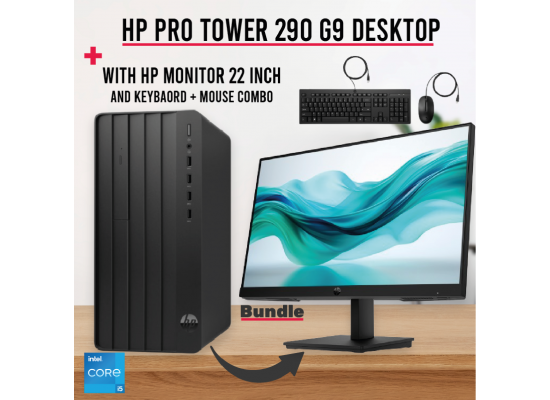 HP PRO TOWER 290 G9 DESKTOP
+
WITH HP MONITOR 22 INCH
AND KEYBAORD + MOUSE COMBO
hp
Bundle
intel
CORE
i5